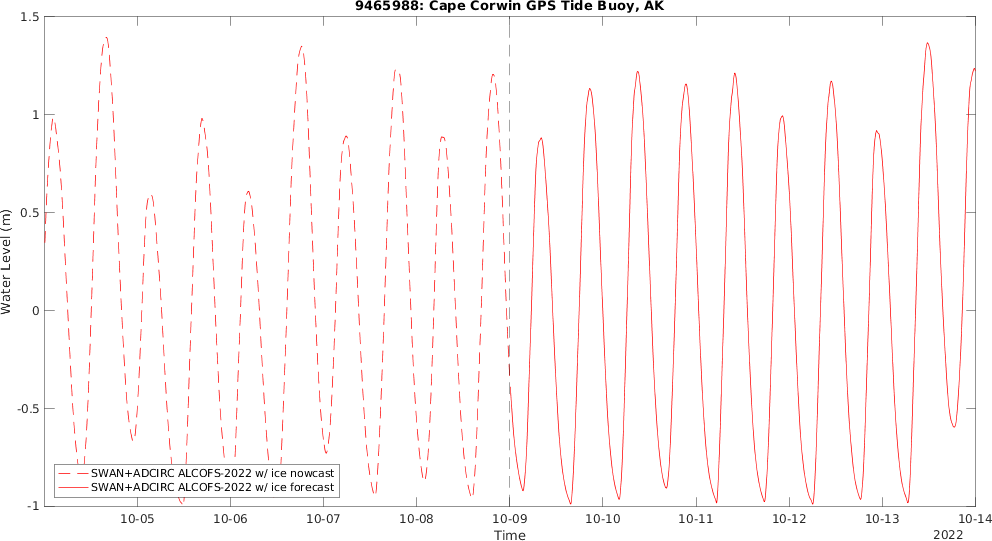 9465988: Cape Corwin GPS Tide Buoy, AK
1.5
1
0.5
0
-0.5
-1
Water Level (m)
SWAN+ADCIRC ALCOFS-2022 w/ ice nowcast
SWAN+ADCIRC ALCOFS-2022 w/ ice forecast
10-05 10-06 10-07 10-08 10-09 10-10 10-11 10-12 10-13 10-14
Time
2022